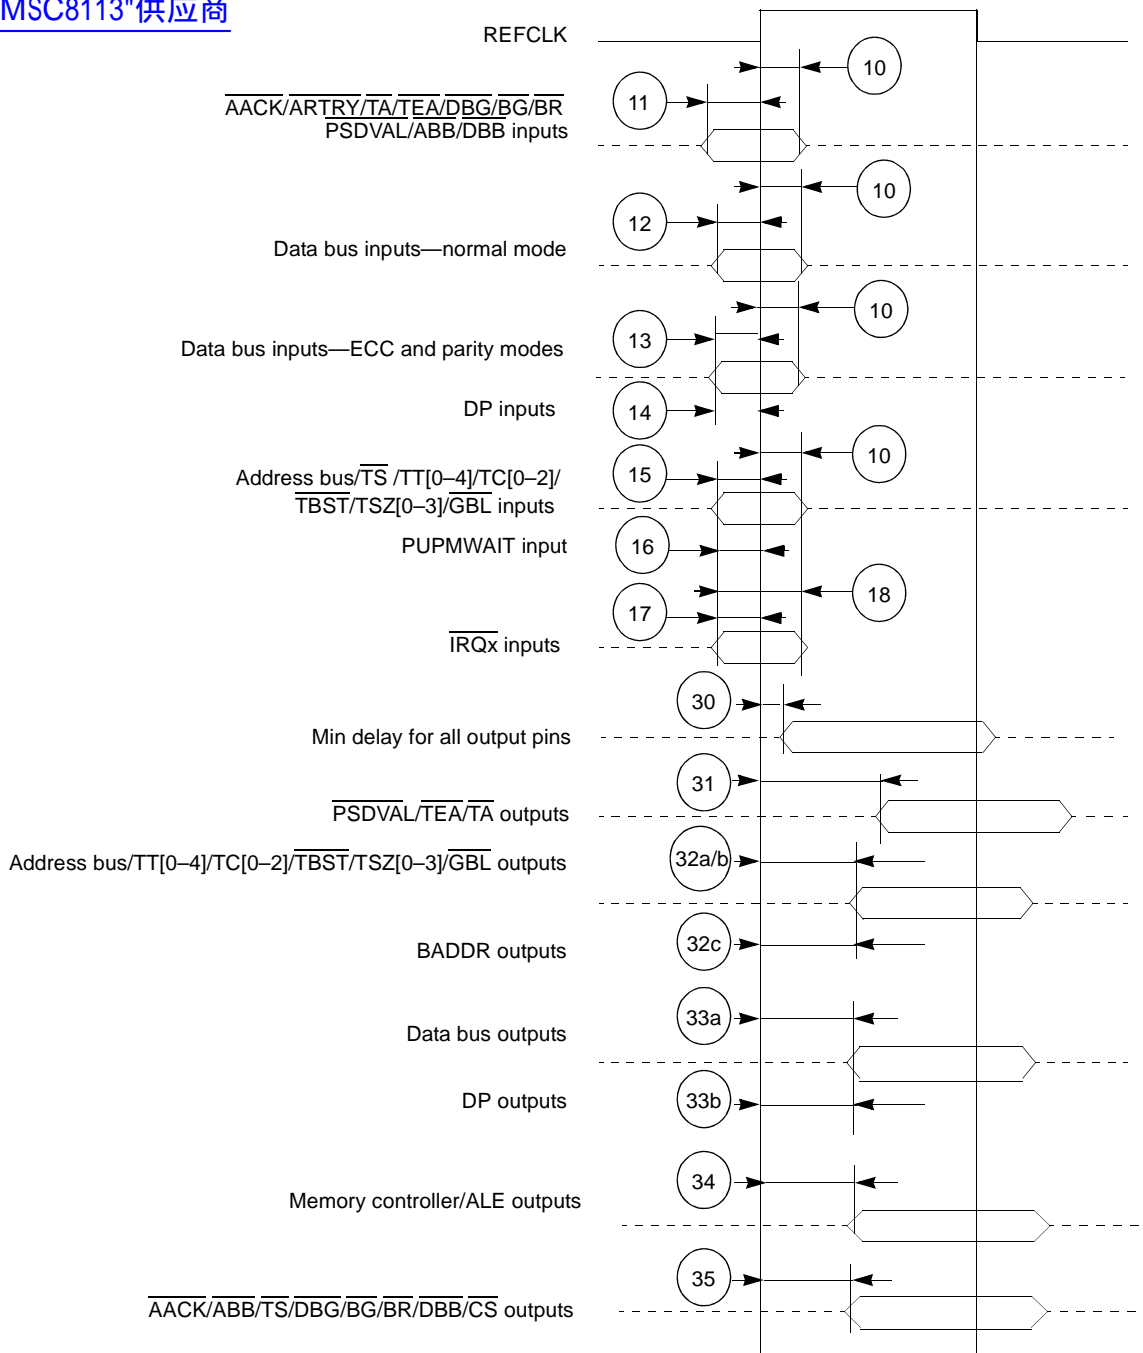 MSC8113"供应商
REFCLK
10
11
AACK/ARTRY/TA/TEA/DBG/BG/BR
PSDVAL/ABB/DBB inputs
10
12
Data bus inputs—normal mode
10
13
Data bus inputs—ECC and parity modes
DP inputs
14
10
15
Address bus/TS /TT[0–4]/TC[0–2]/
TBST/TSZ[0–3]/GBL inputs
PUPMWAIT input
16
18
17
IRQx inputs
30
Min delay for all output pins
31
PSDVAL/TEA/TA outputs
32a/b
Address bus/TT[0–4]/TC[0–2]/TBST/TSZ[0–3]/GBL outputs
32c
BADDR outputs
33a
Data bus outputs
DP outputs
33b
34
Memory controller/ALE outputs
35
AACK/ABB/TS/DBG/BG/BR/DBB/CS outputs